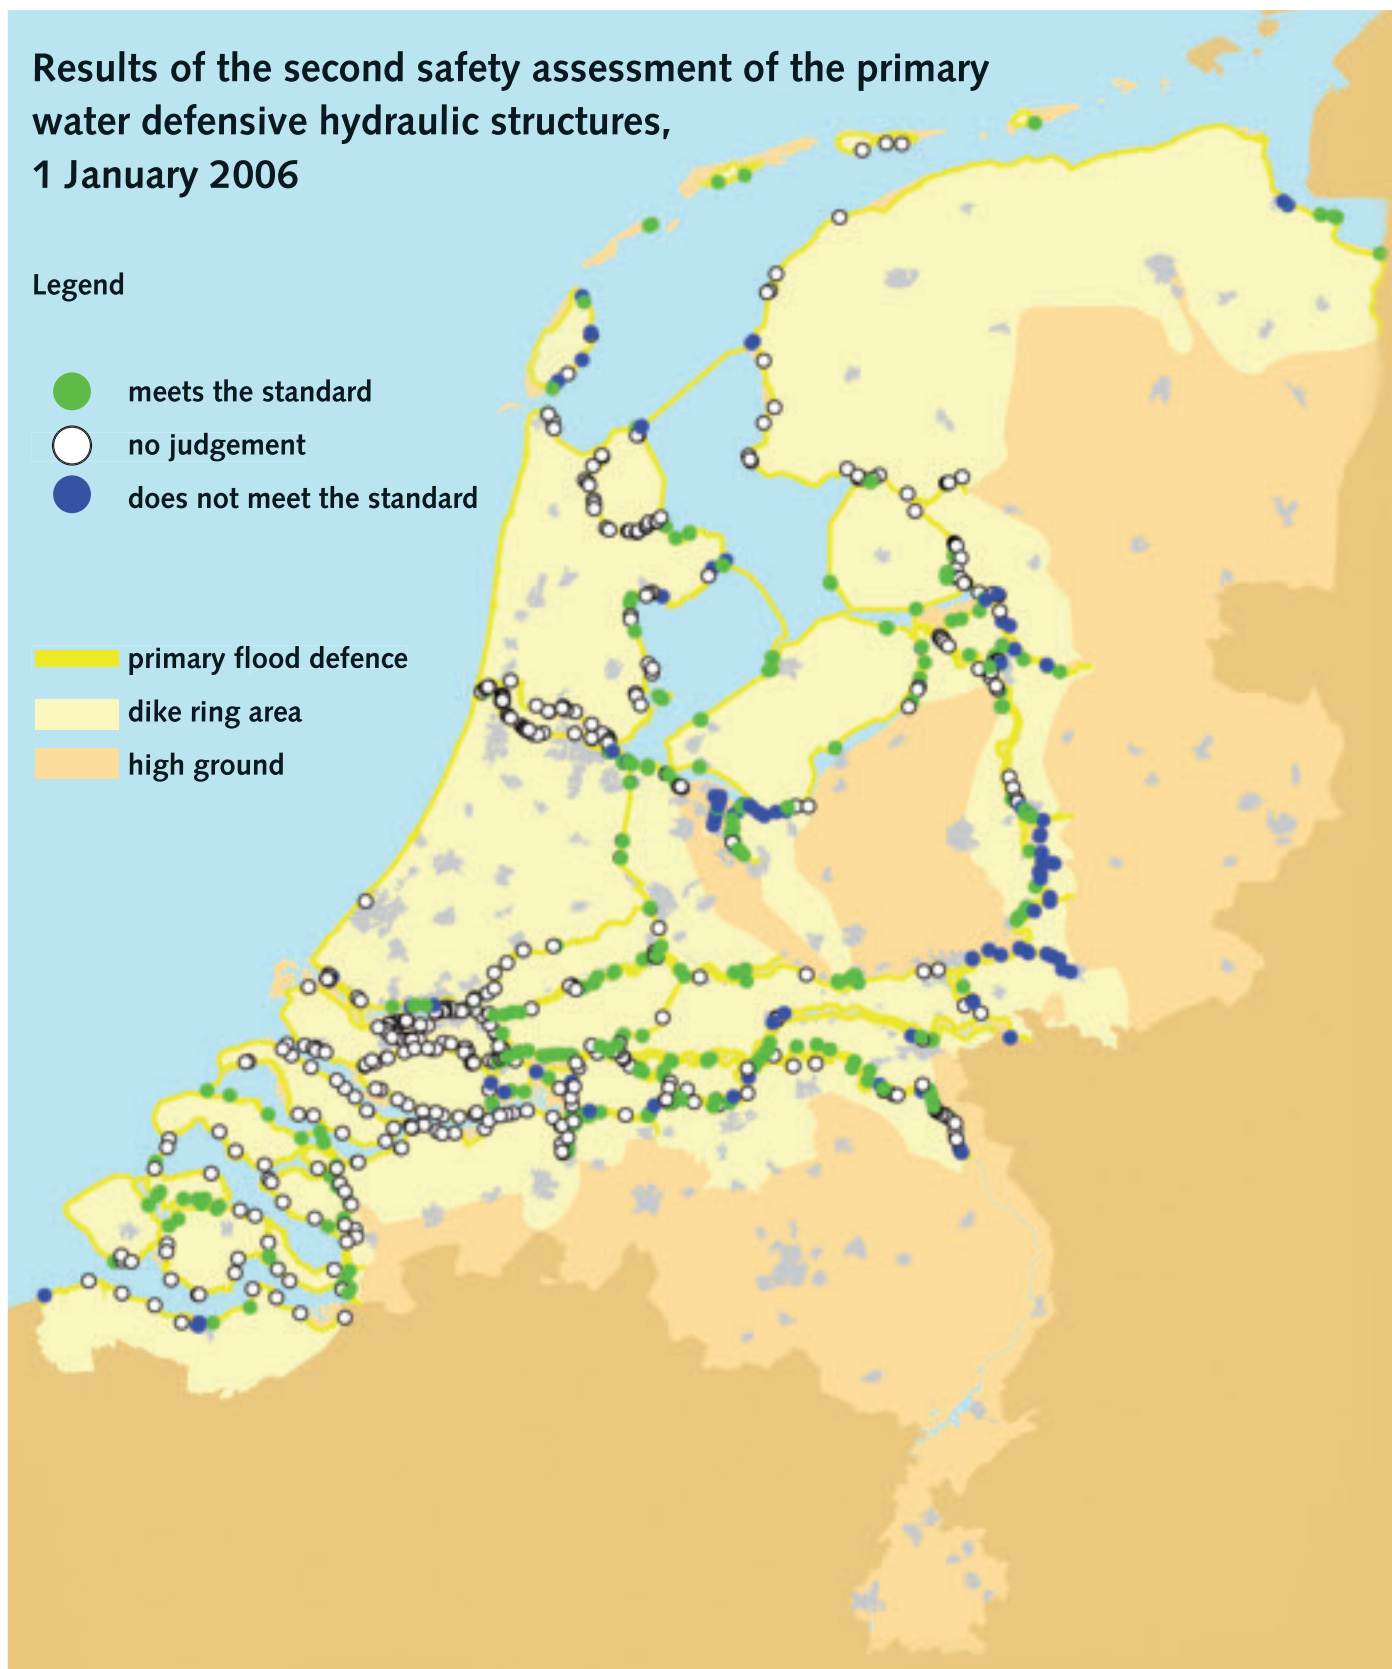 Results of the second safety assessment of the primary
water defensive hydraulic structures,
1 January 2006
Legend
meets the standard
no judgement
does not meet the standard
primary flood defence
dike ring area
high ground